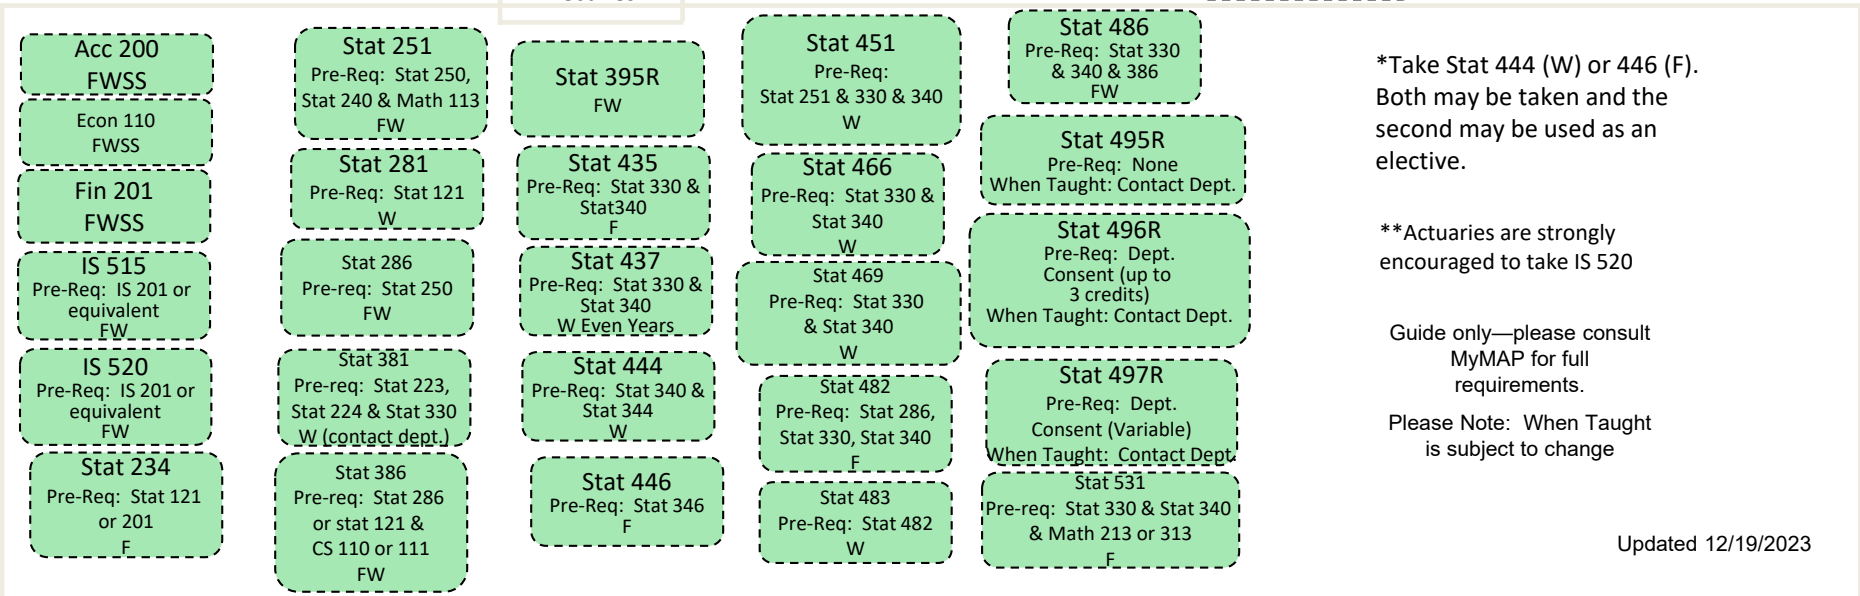 Acc 200
FWSS
Econ 110
FWSS
Fin 201
FWSS
IS 515
Pre-Req: IS 201 or
equivalent
FW
IS 520
Pre-Req: IS 201 or
equivalent
FW
Stat 234
Pre-Req: Stat 121
or 201
F
Stat 251
Pre-Req: Stat 250,
Stat 240 & Math 113
FW
Stat 281
Pre-Req: Stat 121
W
Stat 286
Pre-req: Stat 250
FW
Stat 381
Pre-req: Stat 223,
Stat 224 & Stat 330
W (contact dept.)
Stat 386
Pre-req: Stat 286
or stat 121 &
CS 110 or 111
FW
Stat 395R
FW
Stat 435
Pre-Req: Stat 330 &
Stat340
F
Stat 437
Pre-Req: Stat 330 &
Stat 340
W Even Years
Stat 444
Pre-Req: Stat 340 &
Stat 344
W
Stat 446
Pre-Req: Stat 346
F
Stat 451
Pre-Req:
Stat 251 & 330 & 340
W
Stat 466
Pre-Req: Stat 330 &
Stat 340
W
Stat 469
Pre-Req: Stat 330
& Stat 340
W
Stat 482
Pre-Req: Stat 286,
Stat 330, Stat 340
F
Stat 483
Pre-Req: Stat 482
W
Stat 486
Pre-Req: Stat 330
& 340 & 386
FW
Stat 495R
Pre-Req: None
When Taught: Contact Dept.
Stat 496R
Pre-Req: Dept.
Consent (up to
3 credits)
When Taught: Contact Dept.
Stat 497R
Pre-Req: Dept.
Consent (Variable)
When Taught: Contact Dept.
Stat 531
Pre-req: Stat 330 & Stat 340
& Math 213 or 313
F
*Take Stat 444 (W) or 446 (F).
Both may be taken and the
second may be used as an
elective.
**Actuaries are strongly
encouraged to take IS 520
Guide only—please consult
MyMAP for full
requirements.
Please Note: When Taught
is subject to change
Updated 12/19/2023